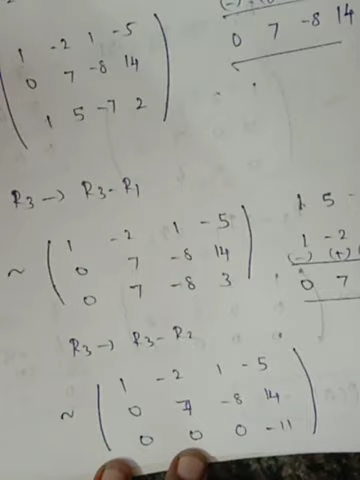 0 7 -8 14
1 -2 1 -5
0 7 -8 14
1 5 -7 2
R3 → R3-R1
1 5 -
1 -2
(-) (+)
0 7
~ 1 -2 1 -5
0 7 -8 14
0 7 -8 3
R3 → R3-R2
~ 1 -2 1 -5
0 7 -8 14
0 0 0 -11